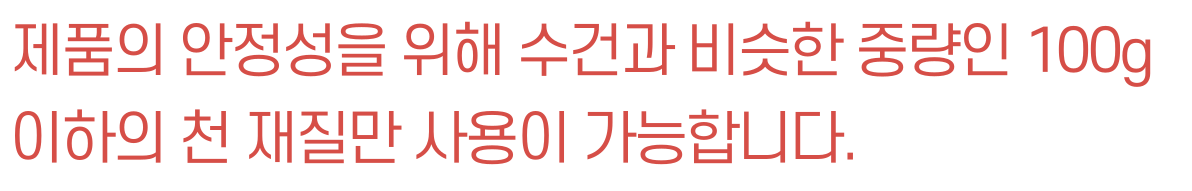 제품의 안정성을 위해 수건과 비슷한 중량인 100g
이하의 천 재질만 사용이 가능합니다.